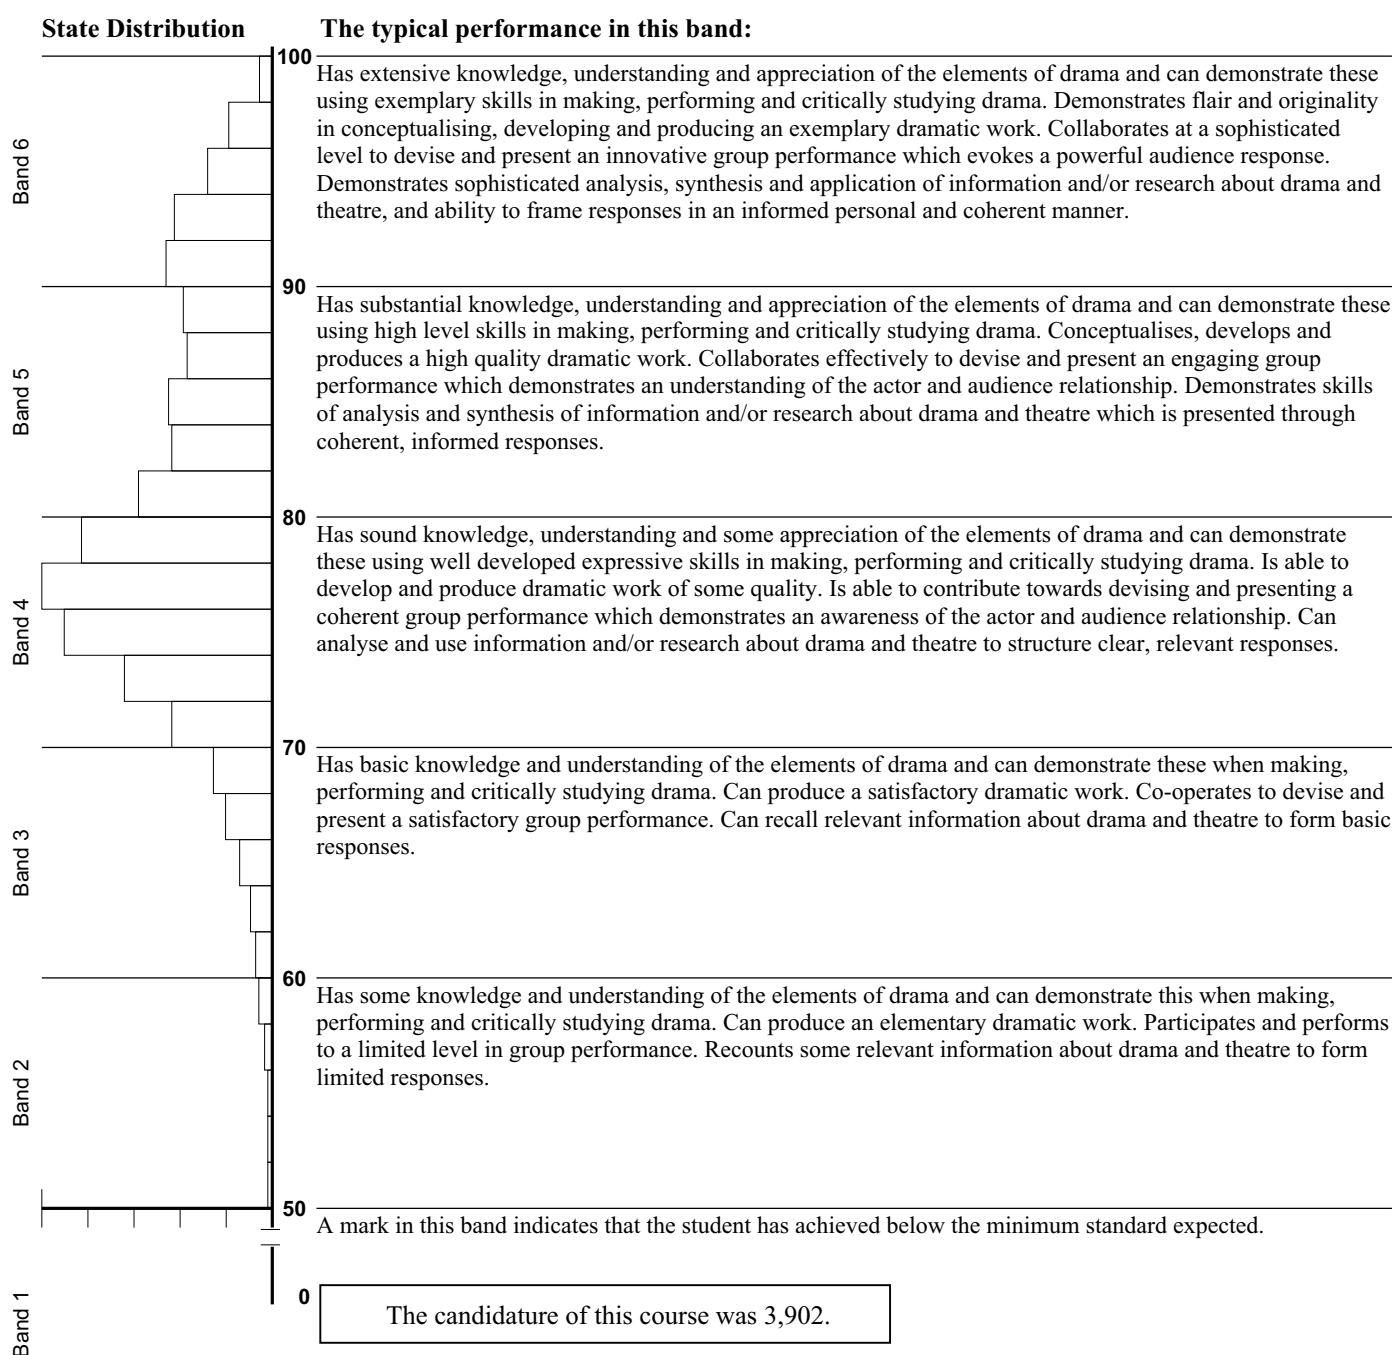 State Distribution
The typical performance in this band:
100
Band 6
Has extensive knowledge, understanding and appreciation of the elements of drama and can demonstrate these
using exemplary skills in making, performing and critically studying drama. Demonstrates flair and originality
in conceptualising, developing and producing an exemplary dramatic work. Collaborates at a sophisticated
level to devise and present an innovative group performance which evokes a powerful audience response.
Demonstrates sophisticated analysis, synthesis and application of information and/or research about drama and
theatre, and ability to frame responses in an informed personal and coherent manner.
90
Band 5
Has substantial knowledge, understanding and appreciation of the elements of drama and can demonstrate these
using high level skills in making, performing and critically studying drama. Conceptualises, develops and
produces a high quality dramatic work. Collaborates effectively to devise and present an engaging group
performance which demonstrates an understanding of the actor and audience relationship. Demonstrates skills
of analysis and synthesis of information and/or research about drama and theatre which is presented through
coherent, informed responses.
80
Band 4
Has sound knowledge, understanding and some appreciation of the elements of drama and can demonstrate
these using well developed expressive skills in making, performing and critically studying drama. Is able to
develop and produce dramatic work of some quality. Is able to contribute towards devising and presenting a
coherent group performance which demonstrates an awareness of the actor and audience relationship. Can
analyse and use information and/or research about drama and theatre to structure clear, relevant responses.
70
Band 3
Has basic knowledge and understanding of the elements of drama and can demonstrate these when making,
performing and critically studying drama. Can produce a satisfactory dramatic work. Co-operates to devise and
present a satisfactory group performance. Can recall relevant information about drama and theatre to form basic
responses.
60
Band 2
Has some knowledge and understanding of the elements of drama and can demonstrate this when making,
performing and critically studying drama. Can produce an elementary dramatic work. Participates and performs
to a limited level in group performance. Recounts some relevant information about drama and theatre to form
limited responses.
50
A mark in this band indicates that the student has achieved below the minimum standard expected.
0
Band 1
The candidature of this course was 3,902.